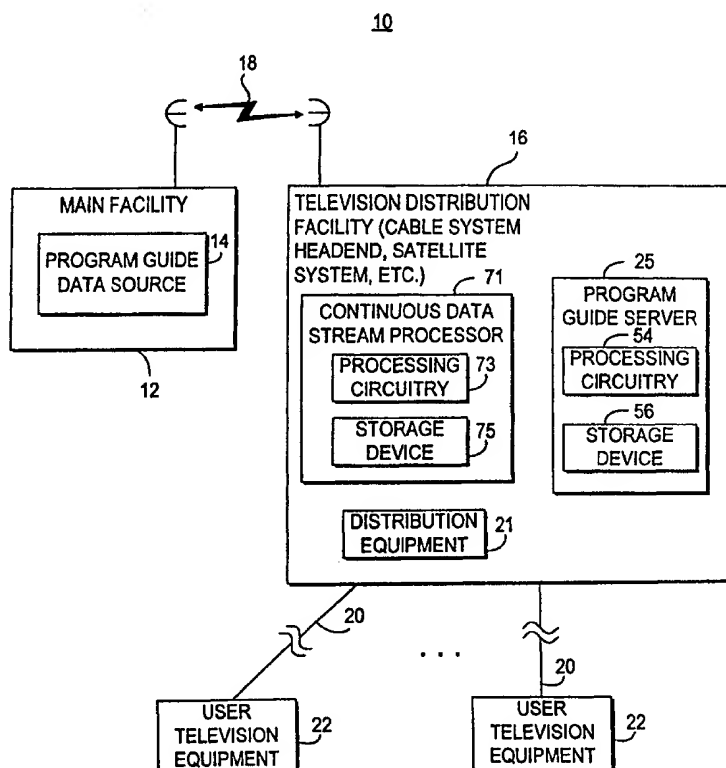 10
18
16
MAIN FACILITY
14
PROGRAM GUIDE
DATA SOURCE
12
TELEVISION DISTRIBUTION
FACILITY (CABLE SYSTEM
HEADEND, SATELLITE
SYSTEM, ETC.)
71
CONTINUOUS DATA
STREAM PROCESSOR
PROCESSING
CIRCUITRY
73
STORAGE
DEVICE
75
25
PROGRAM
GUIDE SERVER
54
PROCESSING
CIRCUITRY
56
STORAGE
DEVICE
DISTRIBUTION
EQUIPMENT
21
20
. . .
20
USER
TELEVISION
EQUIPMENT
22
USER
TELEVISION
EQUIPMENT
22